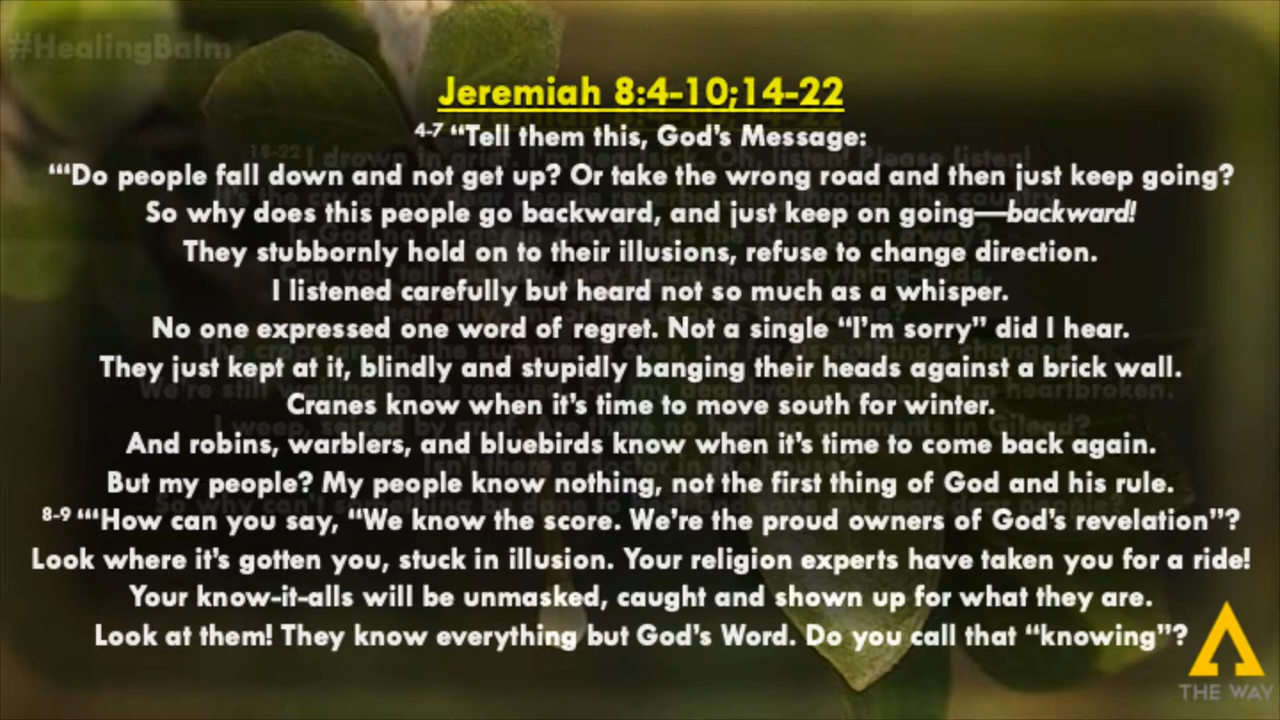 #HealingBalm
Jeremiah 8:4-10;14-22
4-7 “Tell them this, God’s Message:
“‘Do people fall down and not get up? Or take the wrong road and then just keep going?
So why does this people go backward, and just keep on going—backward!
They stubbornly hold on to their illusions, refuse to change direction.
I listened carefully but heard not so much as a whisper.
No one expressed one word of regret. Not a single “I’m sorry” did I hear.
They just kept at it, blindly and stupidly banging their heads against a brick wall.
Cranes know when it’s time to move south for winter.
And robins, warblers, and bluebirds know when it’s time to come back again.
But my people? My people know nothing, not the first thing of God and his rule.
8-9 “‘How can you say, “We know the score. We’re the proud owners of God’s revelation”?
Look where it’s gotten you, stuck in illusion. Your religion experts have taken you for a ride!
Your know-it-alls will be unmasked, caught and shown up for what they are.
Look at them! They know everything but God’s Word. Do you call that “knowing”?
THE WAY